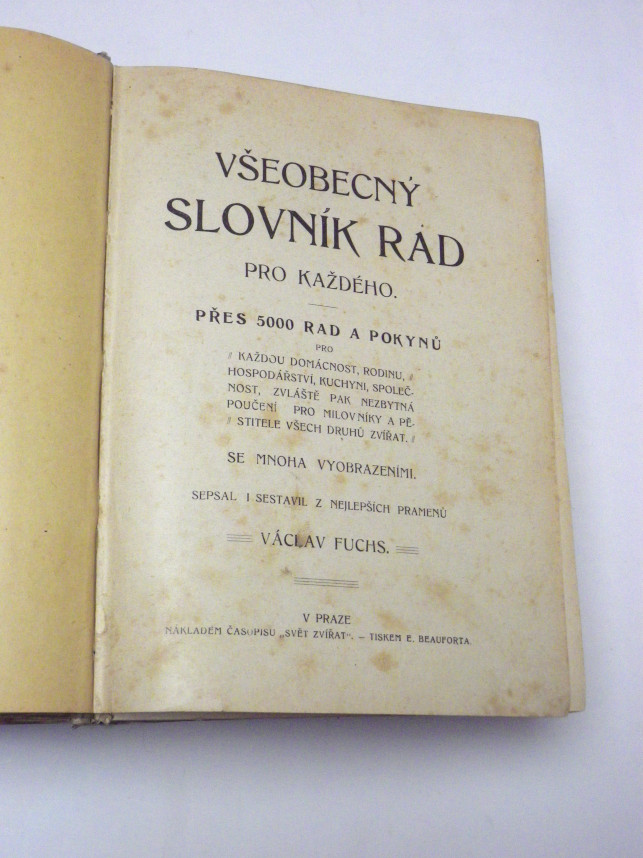 VŠEOBECNÝ
SLOVNÍK RAD
PRO KAŽDÉHO.
PŘES 5000 RAD A POKYNŮ
PRO
// KAŽDOU DOMÁCNOST, RODINU, //
HOSPODÁŘSTVÍ, KUCHYNI, SPOLEČ-
NOST, ZVLÁŠTĚ PAK NEZBYTNÁ
POUČENÍ PRO MILOVNÍKY A PĚ-
// STITELE VŠECH DRUHŮ ZVÍŘAT. //
SE MNOHA VYOBRAZENÍMI.
SEPSAL I SESTAVIL Z NEJLEPŠÍCH PRAMENŮ
VÁCLAV FUCHS.
V PRAZE
NÁKLADEM ČASOPISU „SVĚT ZVÍŘAT“. – TISKEM E. BEAUFORTA.